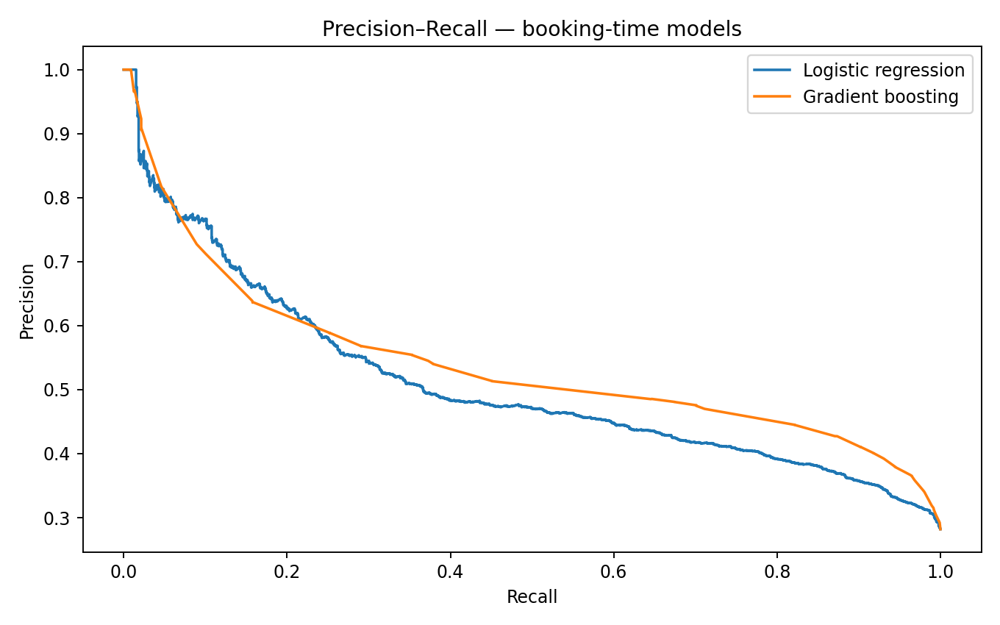 Precision–Recall — booking-time models
Logistic regression
Gradient boosting
1.0
0.9
0.8
0.7
0.6
0.5
0.4
0.3
Precision
0.0 0.2 0.4 0.6 0.8 1.0
Recall